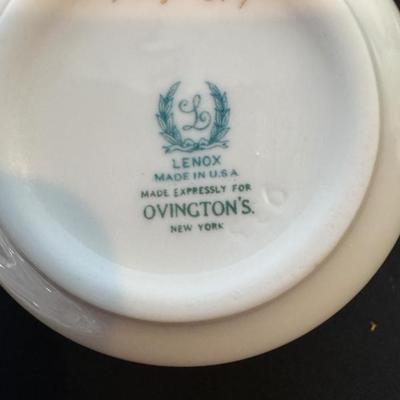 L
LENOX
MADE IN U.S.A
MADE EXPRESSLY FOR
OVINGTON'S.
NEW YORK